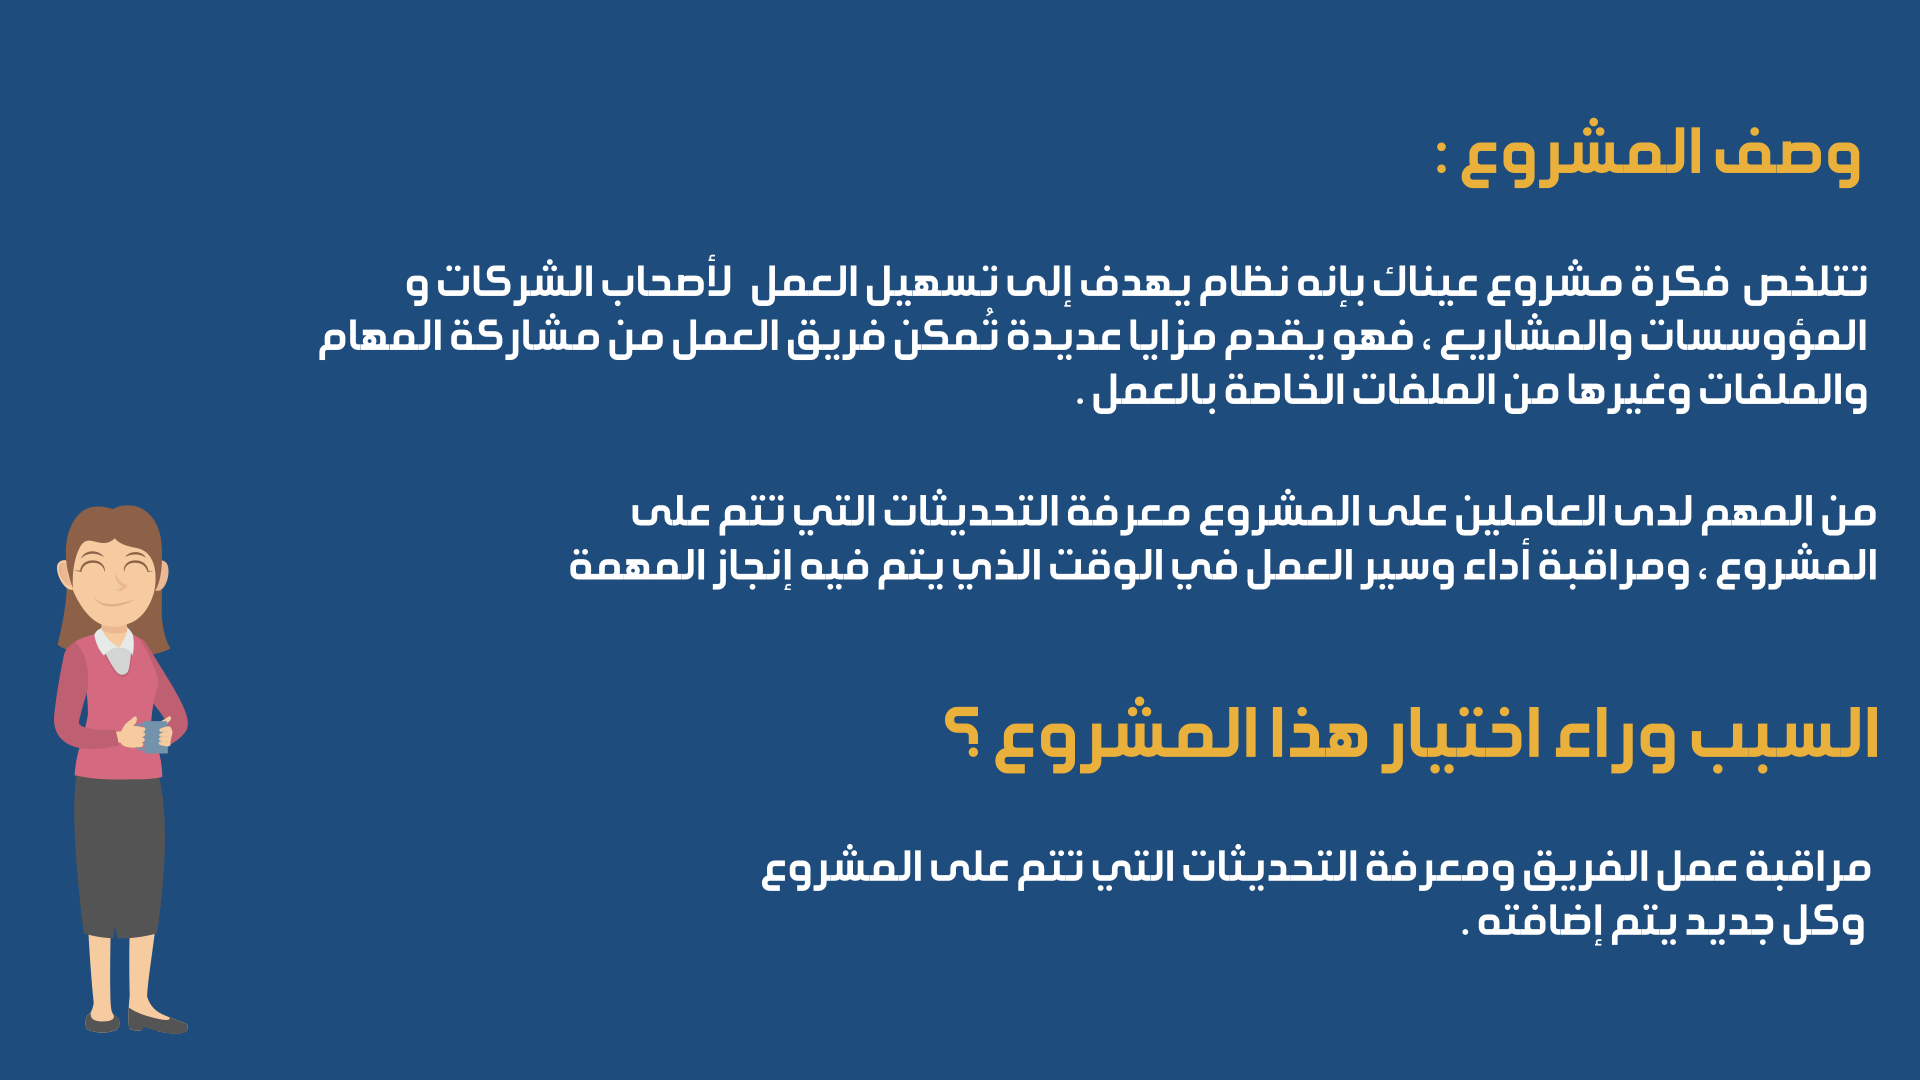 وصف المشروع :
تتلخص فكرة مشروع عيناك بإنه نظام يهدف إلى تسهيل العمل لأصحاب الشركات و
المؤوسسات والمشاريع ، فهو يقدم مزايا عديدة تُمكن فريق العمل من مشاركة المهام
والملفات وغيرها من الملفات الخاصة بالعمل .
من المهم لدى العاملين على المشروع معرفة التحديثات التي تتم على
المشروع ، ومراقبة أداء وسير العمل في الوقت الذي يتم فيه إنجاز المهمة
السبب وراء اختيار هذا المشروع ؟
مراقبة عمل الفريق ومعرفة التحديثات التي تتم على المشروع
وكل جديد يتم إضافته .